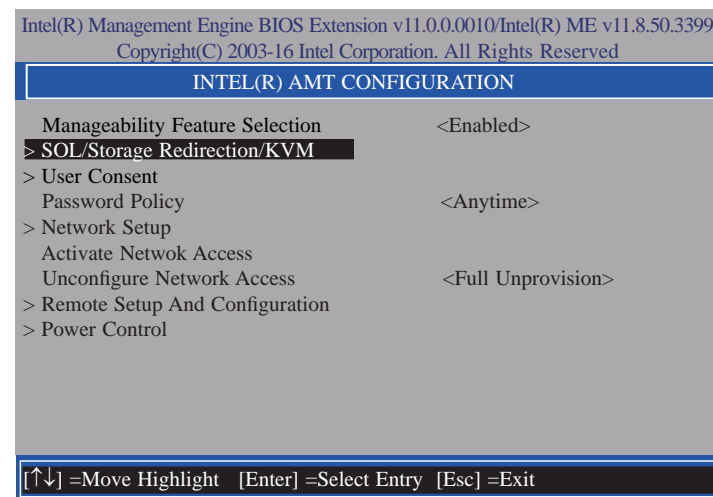 Intel(R) Management Engine BIOS Extension v11.0.0.0010/Intel(R) ME v11.8.50.3399
Copyright(C) 2003-16 Intel Corporation. All Rights Reserved
INTEL(R) AMT CONFIGURATION
Manageability Feature Selection <Enabled>
> SOL/Storage Redirection/KVM
> User Consent
Password Policy <Anytime>
> Network Setup
Activate Netwok Access
Unconfigure Network Access <Full Unprovision>
> Remote Setup And Configuration
> Power Control
[↑↓] =Move Highlight [Enter] =Select Entry [Esc] =Exit